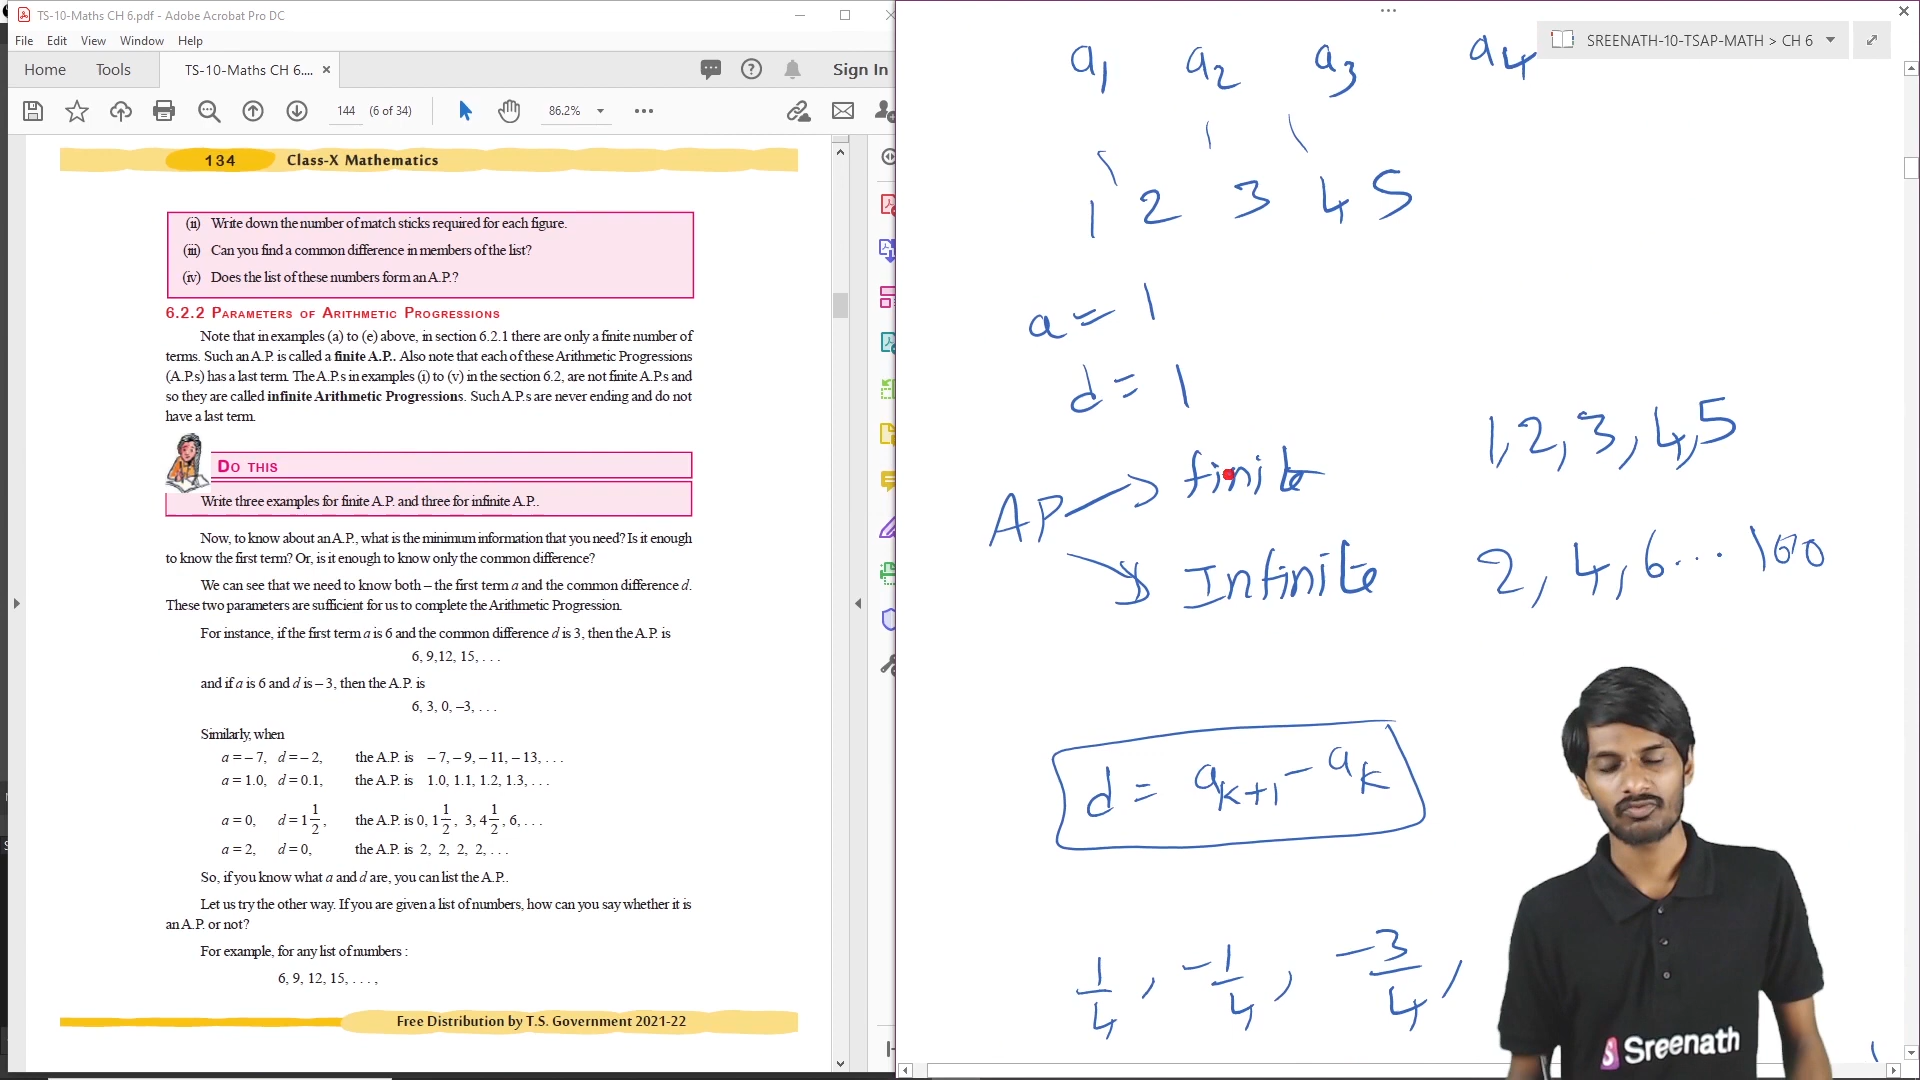 TS-10-Maths CH 6.pdf - Adobe Acrobat Pro DC
File Edit View Window Help
Home Tools TS-10-Maths CH 6.... × Sign In
144 (6 of 34) 86.2%
134 Class-X Mathematics
(ii) Write down the number of match sticks required for each figure.
(iii) Can you find a common difference in members of the list?
(iv) Does the list of these numbers form an A.P.?
6.2.2 PARAMETERS OF ARITHMETIC PROGRESSIONS
Note that in examples (a) to (e) above, in section 6.2.1 there are only a finite number of
terms. Such an A.P. is called a finite A.P.. Also note that each of these Arithmetic Progressions
(A.P.s) has a last term. The A.P.s in examples (i) to (v) in the section 6.2, are not finite A.P.s and
so they are called infinite Arithmetic Progressions. Such A.P.s are never ending and do not
have a last term.
DO THIS
Write three examples for finite A.P. and three for infinite A.P..
Now, to know about an A.P., what is the minimum information that you need? Is it enough
to know the first term? Or, is it enough to know only the common difference?
We can see that we need to know both – the first term a and the common difference d.
These two parameters are sufficient for us to complete the Arithmetic Progression.
For instance, if the first term a is 6 and the common difference d is 3, then the A.P. is
6, 9,12, 15, . . .
and if a is 6 and d is – 3, then the A.P. is
6, 3, 0, –3, . . .
Similarly, when
a = – 7, d = – 2, the A.P. is – 7, – 9, – 11, – 13, . . .
a = 1.0, d = 0.1, the A.P. is 1.0, 1.1, 1.2, 1.3, . . .
a = 0, d = 1 1/2, the A.P. is 0, 1 1/2, 3, 4 1/2, 6, . . .
a = 2, d = 0, the A.P. is 2, 2, 2, 2, . . .
So, if you know what a and d are, you can list the A.P..
Let us try the other way. If you are given a list of numbers, how can you say whether it is
an A.P. or not?
For example, for any list of numbers :
6, 9, 12, 15, . . . ,
Free Distribution by T.S. Government 2021-22
SREENATH-10-TSAP-MATH > CH 6
a1 a2 a3 a4
1 2 3 4 5
a = 1
d = 1
1, 2, 3, 4, 5
finite
AP
Infinite 2, 4, 6... 100
d = ak+1 - ak
1/4, -1/4, -3/4,
Sreenath